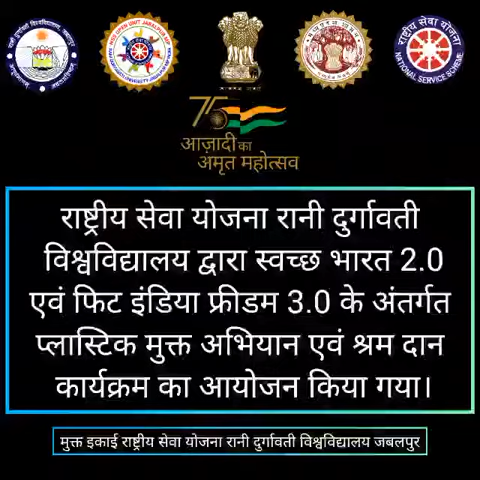 75
आज़ादी का
अमृत महोत्सव
राष्ट्रीय सेवा योजना रानी दुर्गावती
विश्वविद्यालय द्वारा स्वच्छ भारत 2.0
एवं फिट इंडिया फ्रीडम 3.0 के अंतर्गत
प्लास्टिक मुक्त अभियान एवं श्रम दान
कार्यक्रम का आयोजन किया गया।
मुक्त इकाई राष्ट्रीय सेवा योजना रानी दुर्गावती विश्वविद्यालय जबलपुर
राष्ट्रीय सेवा योजना
NATIONAL SERVICE SCHEME